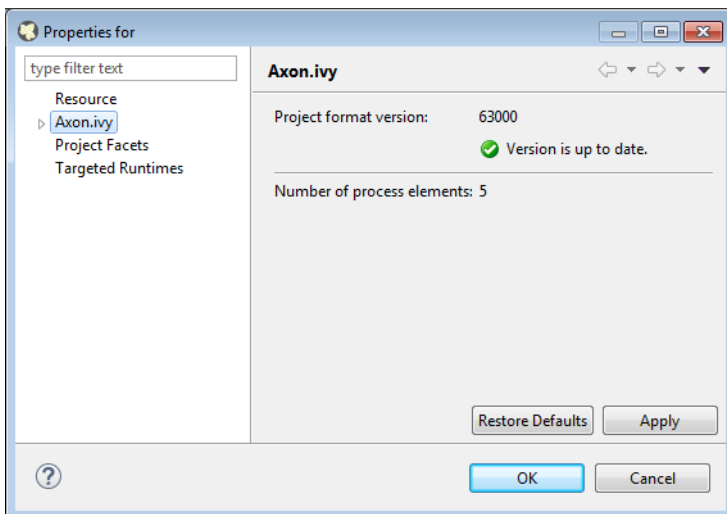 Properties for
type filter text
Resource
Axon.ivy
Project Facets
Targeted Runtimes
Axon.ivy
Project format version: 63000
Version is up to date.
Number of process elements: 5
Restore Defaults Apply
? OK Cancel